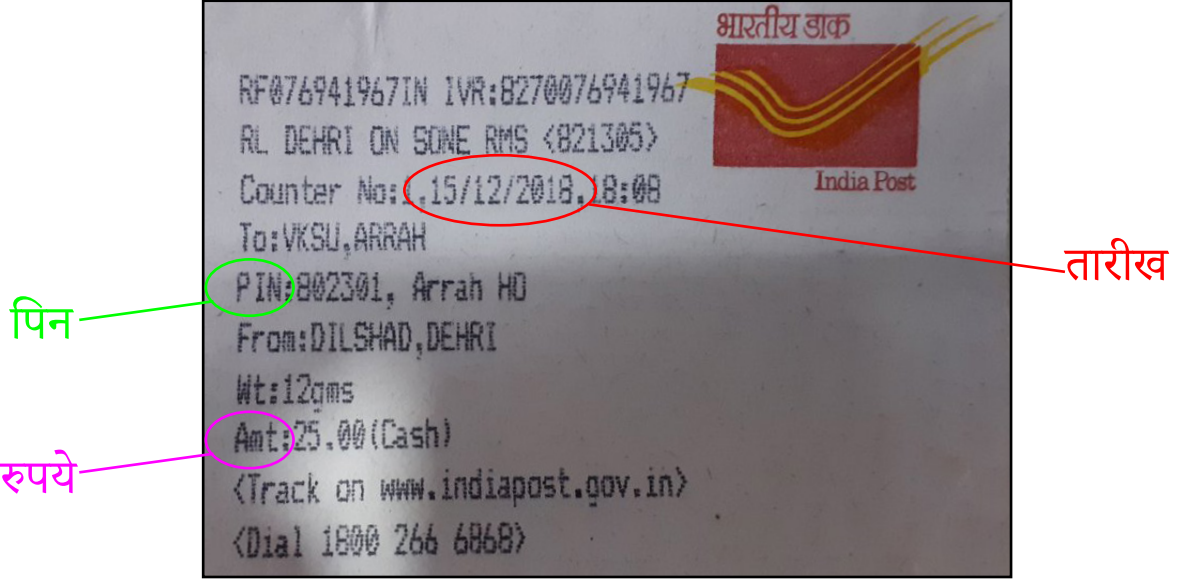 भारतीय डाक
RF076941967IN IVR:8270076941967
RL DEHRI ON SONE RMS <821305>
India Post
Counter No:1,15/12/2018,18:08
To:VKSU,ARRAH
तारीख
PIN:802301, Arrah HO
पिन
From:DILSHAD,DEHRI
Wt:12gms
Amt:25.00(Cash)
रुपये
<Track on www.indiapost.gov.in>
<Dial 1800 266 6868>